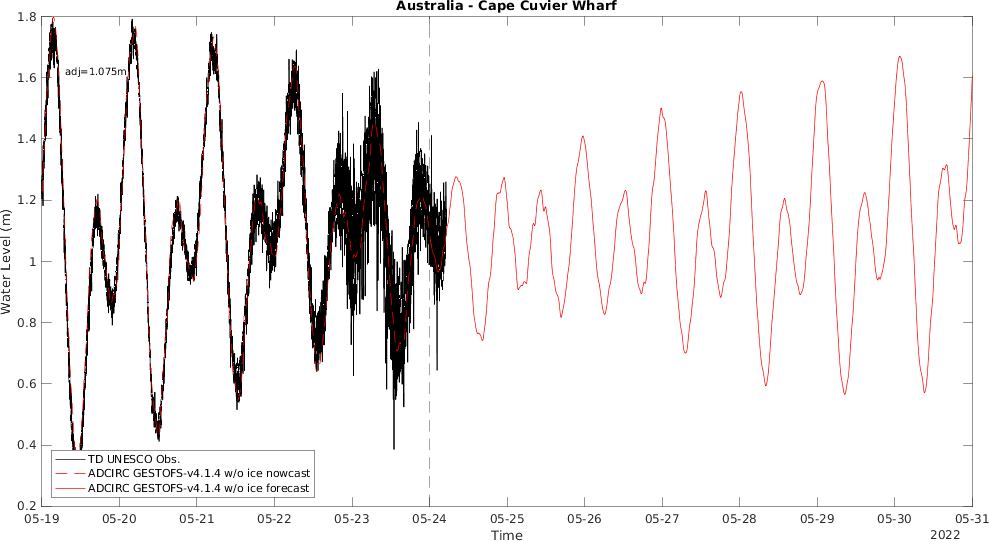 Australia - Cape Cuvier Wharf
1.8
1.6
1.4
1.2
1
0.8
0.6
0.4
0.2
Water Level (m)
adj=1.075m
TD UNESCO Obs.
ADCIRC GESTOFS-v4.1.4 w/o ice nowcast
ADCIRC GESTOFS-v4.1.4 w/o ice forecast
05-19 05-20 05-21 05-22 05-23 05-24 05-25 05-26 05-27 05-28 05-29 05-30 05-31
Time
2022